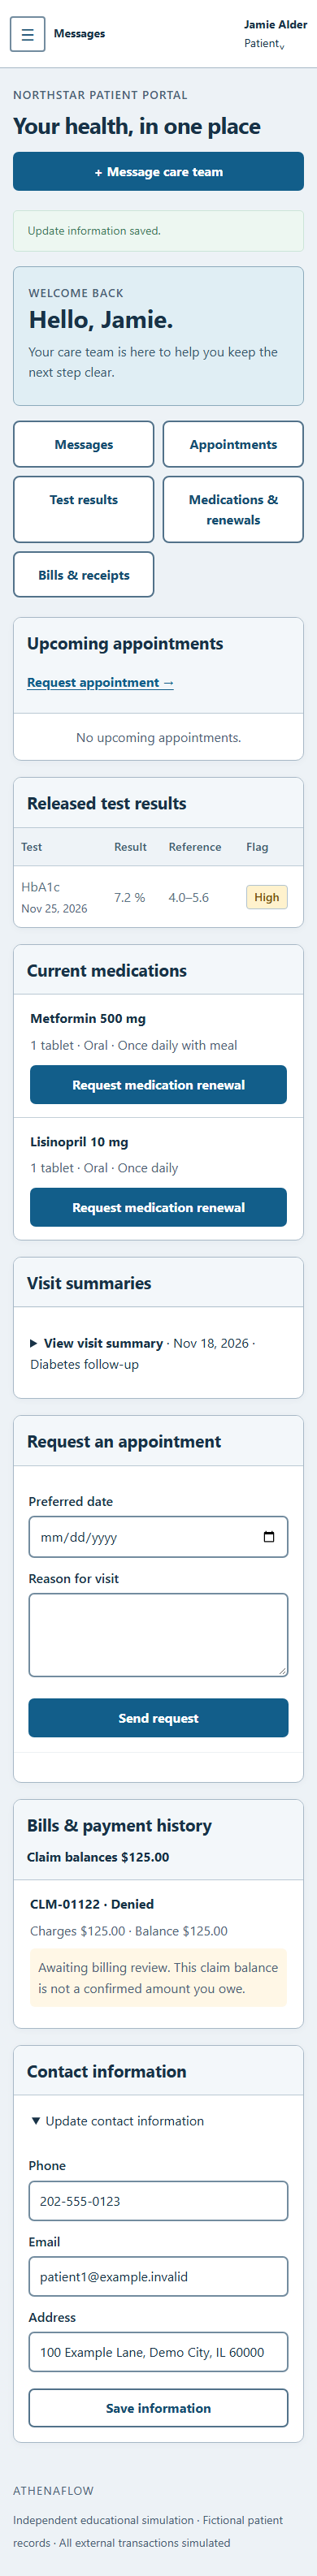 ☰ Messages
Jamie Alder
Patient
NORTHSTAR PATIENT PORTAL
Your health, in one place
+ Message care team
Update information saved.
WELCOME BACK
Hello, Jamie.
Your care team is here to help you keep the
next step clear.
Messages
Appointments
Test results
Medications &
renewals
Bills & receipts
Upcoming appointments
Request appointment →
No upcoming appointments.
Released test results
Test Result Reference Flag
HbA1c
Nov 25, 2026
7.2 % 4.0–5.6 High
Current medications
Metformin 500 mg
1 tablet · Oral · Once daily with meal
Request medication renewal
Lisinopril 10 mg
1 tablet · Oral · Once daily
Request medication renewal
Visit summaries
▶ View visit summary · Nov 18, 2026 ·
Diabetes follow-up
Request an appointment
Preferred date
mm/dd/yyyy
Reason for visit
Send request
Bills & payment history
Claim balances $125.00
CLM-01122 · Denied
Charges $125.00 · Balance $125.00
Awaiting billing review. This claim balance
is not a confirmed amount you owe.
Contact information
▼ Update contact information
Phone
202-555-0123
Email
patient1@example.invalid
Address
100 Example Lane, Demo City, IL 60000
Save information
ATHENAFLOW
Independent educational simulation · Fictional patient
records · All external transactions simulated